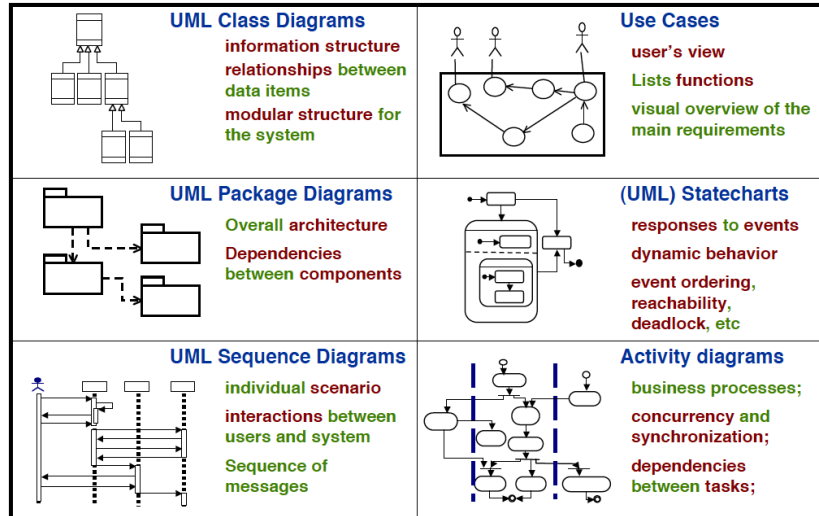 UML Class Diagrams
information structure
relationships between
data items
modular structure for
the system
Use Cases
user's view
Lists functions
visual overview of the
main requirements
UML Package Diagrams
Overall architecture
Dependencies
between components
(UML) Statecharts
responses to events
dynamic behavior
event ordering,
reachability,
deadlock, etc
UML Sequence Diagrams
individual scenario
interactions between
users and system
Sequence of
messages
Activity diagrams
business processes;
concurrency and
synchronization;
dependencies
between tasks;